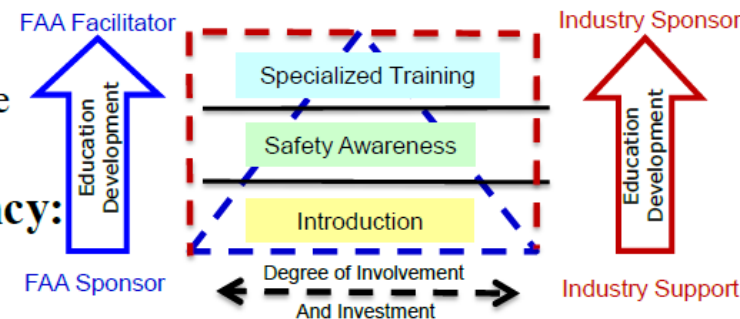 FAA Facilitator
Industry Sponsor
Specialized Training
e
Education
Development
Education
Development
Safety Awareness
ncy:
Introduction
FAA Sponsor
Degree of Involvement
Industry Support
And Investment